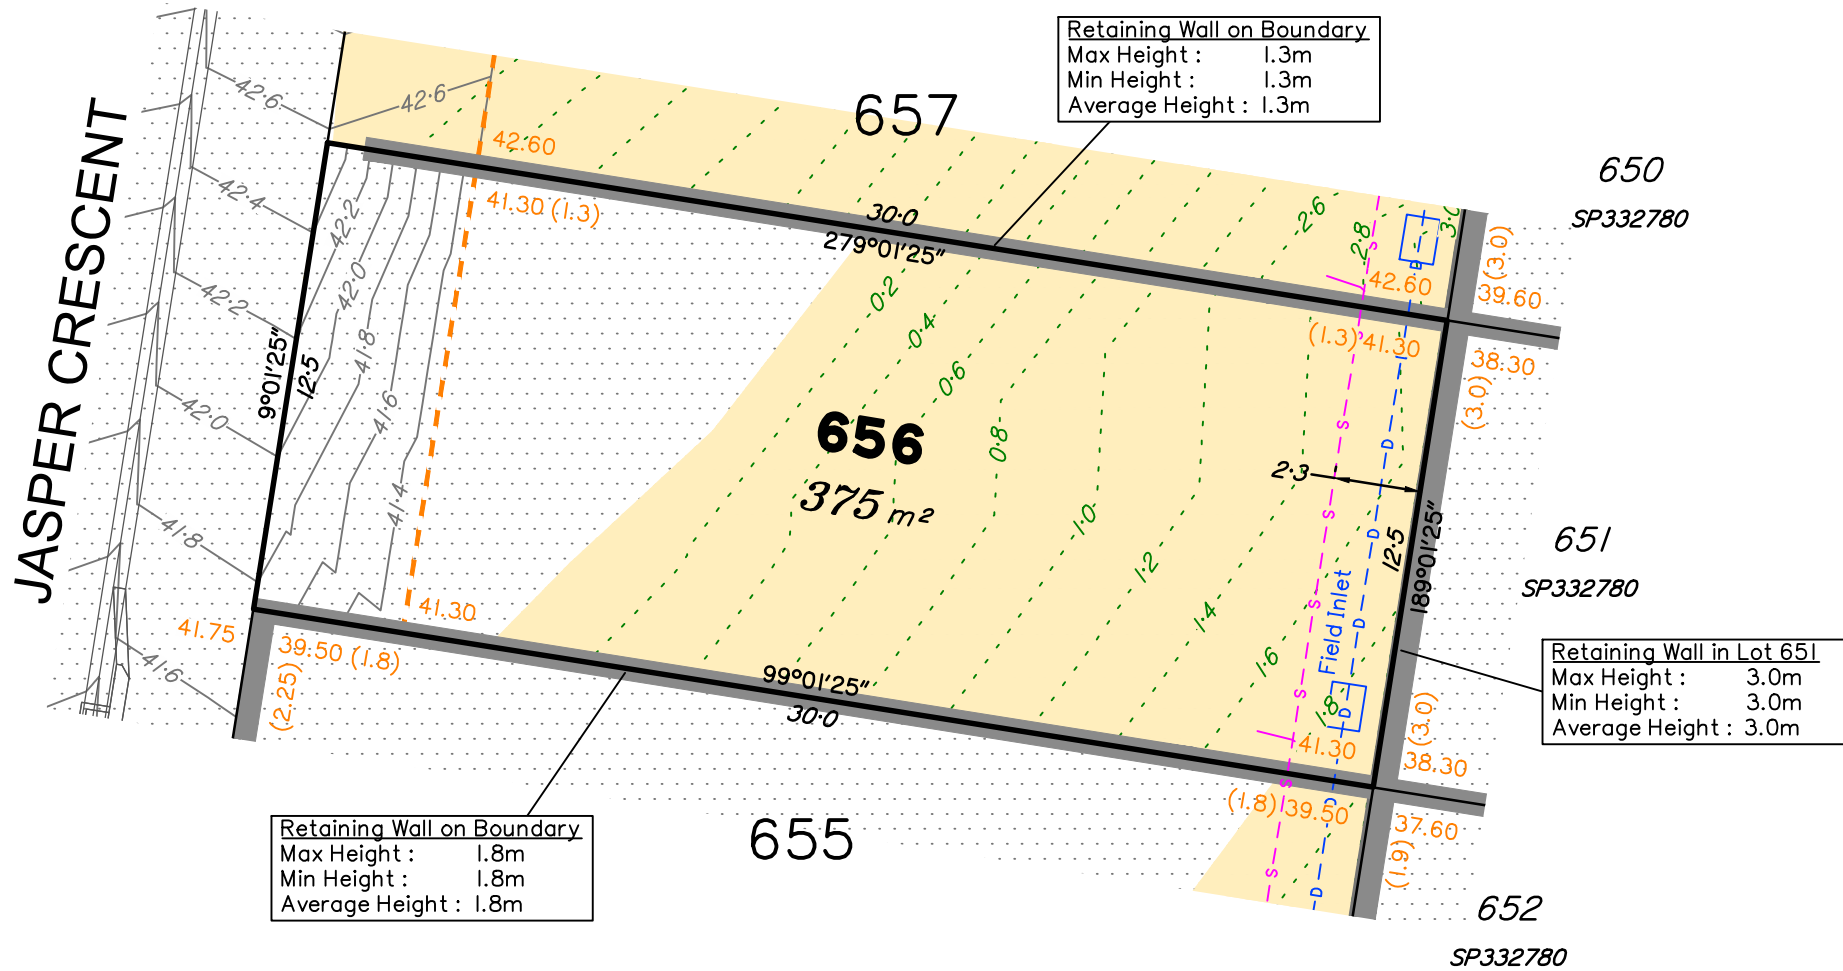 Retaining Wall on Boundary
Max Height : 1.3m
Min Height : 1.3m
Average Height : 1.3m
657
650
SP332780
JASPER CRESCENT
42·6
42·6
42·4
42·2
42·0
41·8
41·6
42·2
42·0
41·8
41·6
41·4
42.60
41.30 (1.3)
30·0
279°01'25"
2·6
2·8
3·0
D
S
42.60
(3.0)
39.60
(1.3) 41.30
38.30
(3.0)
9°01'25"
12·5
0·2
0·4
0·6
0·8
1·0
1·2
1·4
1·6
1·8
656
375 m²
S
S
S
S
S
D
D
D
D
2·3
12·5
189°01'25"
Field Inlet
651
SP332780
41.75
41.30
39.50 (1.8)
(2.25)
99°01'25"
30·0
41.30
(3.0)
38.30
Retaining Wall in Lot 651
Max Height : 3.0m
Min Height : 3.0m
Average Height : 3.0m
S
D
(1.8) 39.50
37.60
(1.9)
S
D
655
Retaining Wall on Boundary
Max Height : 1.8m
Min Height : 1.8m
Average Height : 1.8m
652
SP332780